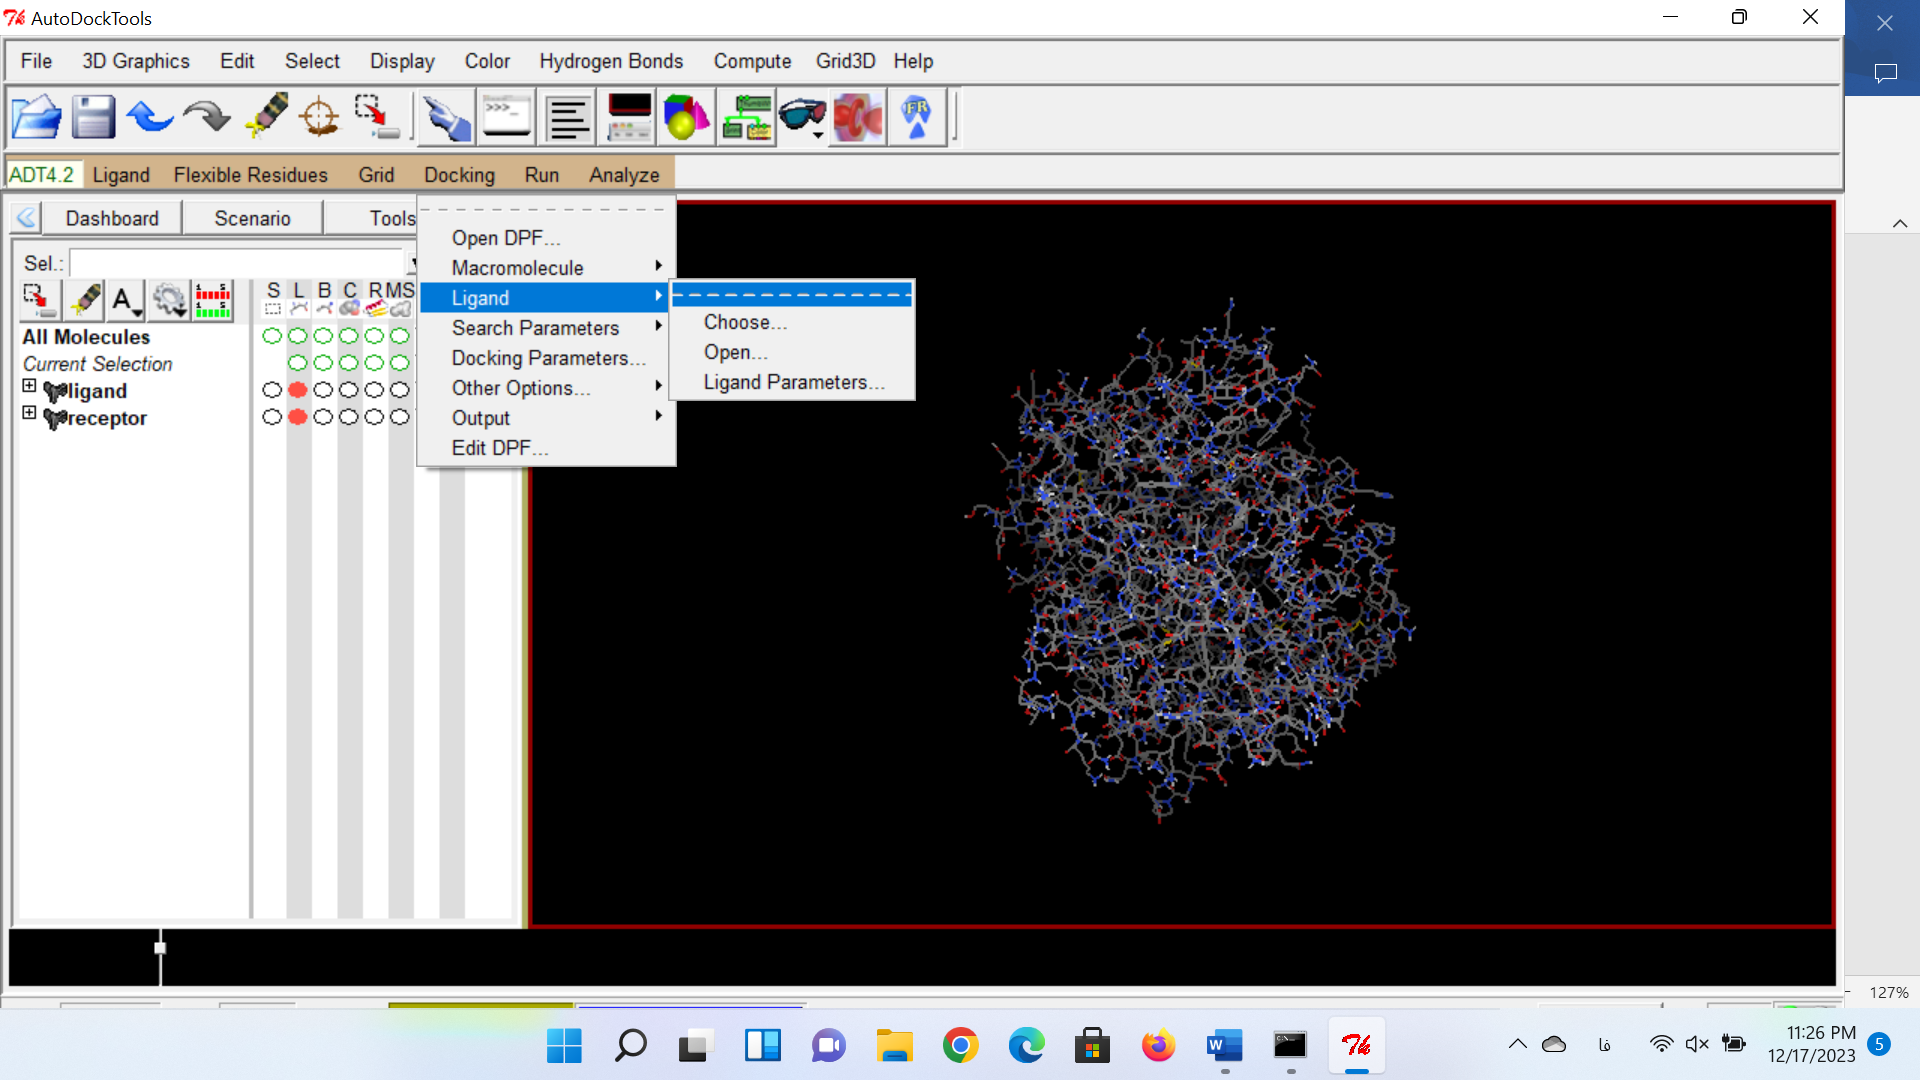 AutoDockTools
File 3D Graphics Edit Select Display Color Hydrogen Bonds Compute Grid3D Help
>>>
FR
ADT4.2 Ligand Flexible Residues Grid Docking Run Analyze
Dashboard Scenario Tools
Sel.:
A
S L B C R MS
All Molecules
Current Selection
ligand
receptor
Open DPF...
Macromolecule
Ligand
Search Parameters
Docking Parameters...
Other Options...
Output
Edit DPF...
Choose...
Open...
Ligand Parameters...
127%
W
فا
11:26 PM
12/17/2023
5